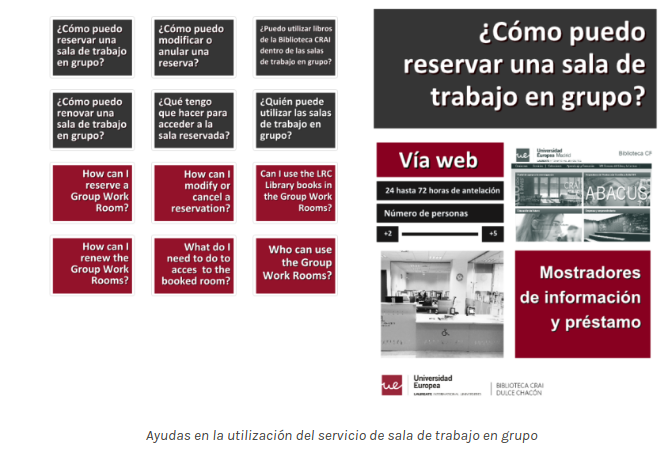 ¿Cómo puedo
reservar una
sala de trabajo
en grupo?
¿Cómo puedo
modificar o
anular una
reserva?
¿Puedo utilizar libros
de la Biblioteca CRAI
dentro de las salas
de trabajo en grupo?
¿Cómo puedo
renovar una
sala de trabajo
en grupo?
¿Qué tengo
que hacer para
acceder a la
sala reservada?
¿Quién puede
utilizar las salas
de trabajo en
grupo?
How can I
reserve a
Group Work
Room?
How can I
modify or
cancel a
reservation?
Can I use the LRC
Library books in
the Group Work
Rooms?
How can I
renew the
Group Work
Rooms?
What do I
need to do to
acces to the
booked room?
Who can use
the Group
Work Rooms?
¿Cómo puedo
reservar una sala de
trabajo en grupo?
Vía web
24 hasta 72 horas de antelación
Número de personas
+2
+5
ue
Universidad
Europea Madrid
Biblioteca CR
ABACUS
Mostradores
de información
y préstamo
ue
Universidad
Europea
BIBLIOTECA CRAI
DULCE CHACÓN
Ayudas en la utilización del servicio de sala de trabajo en grupo